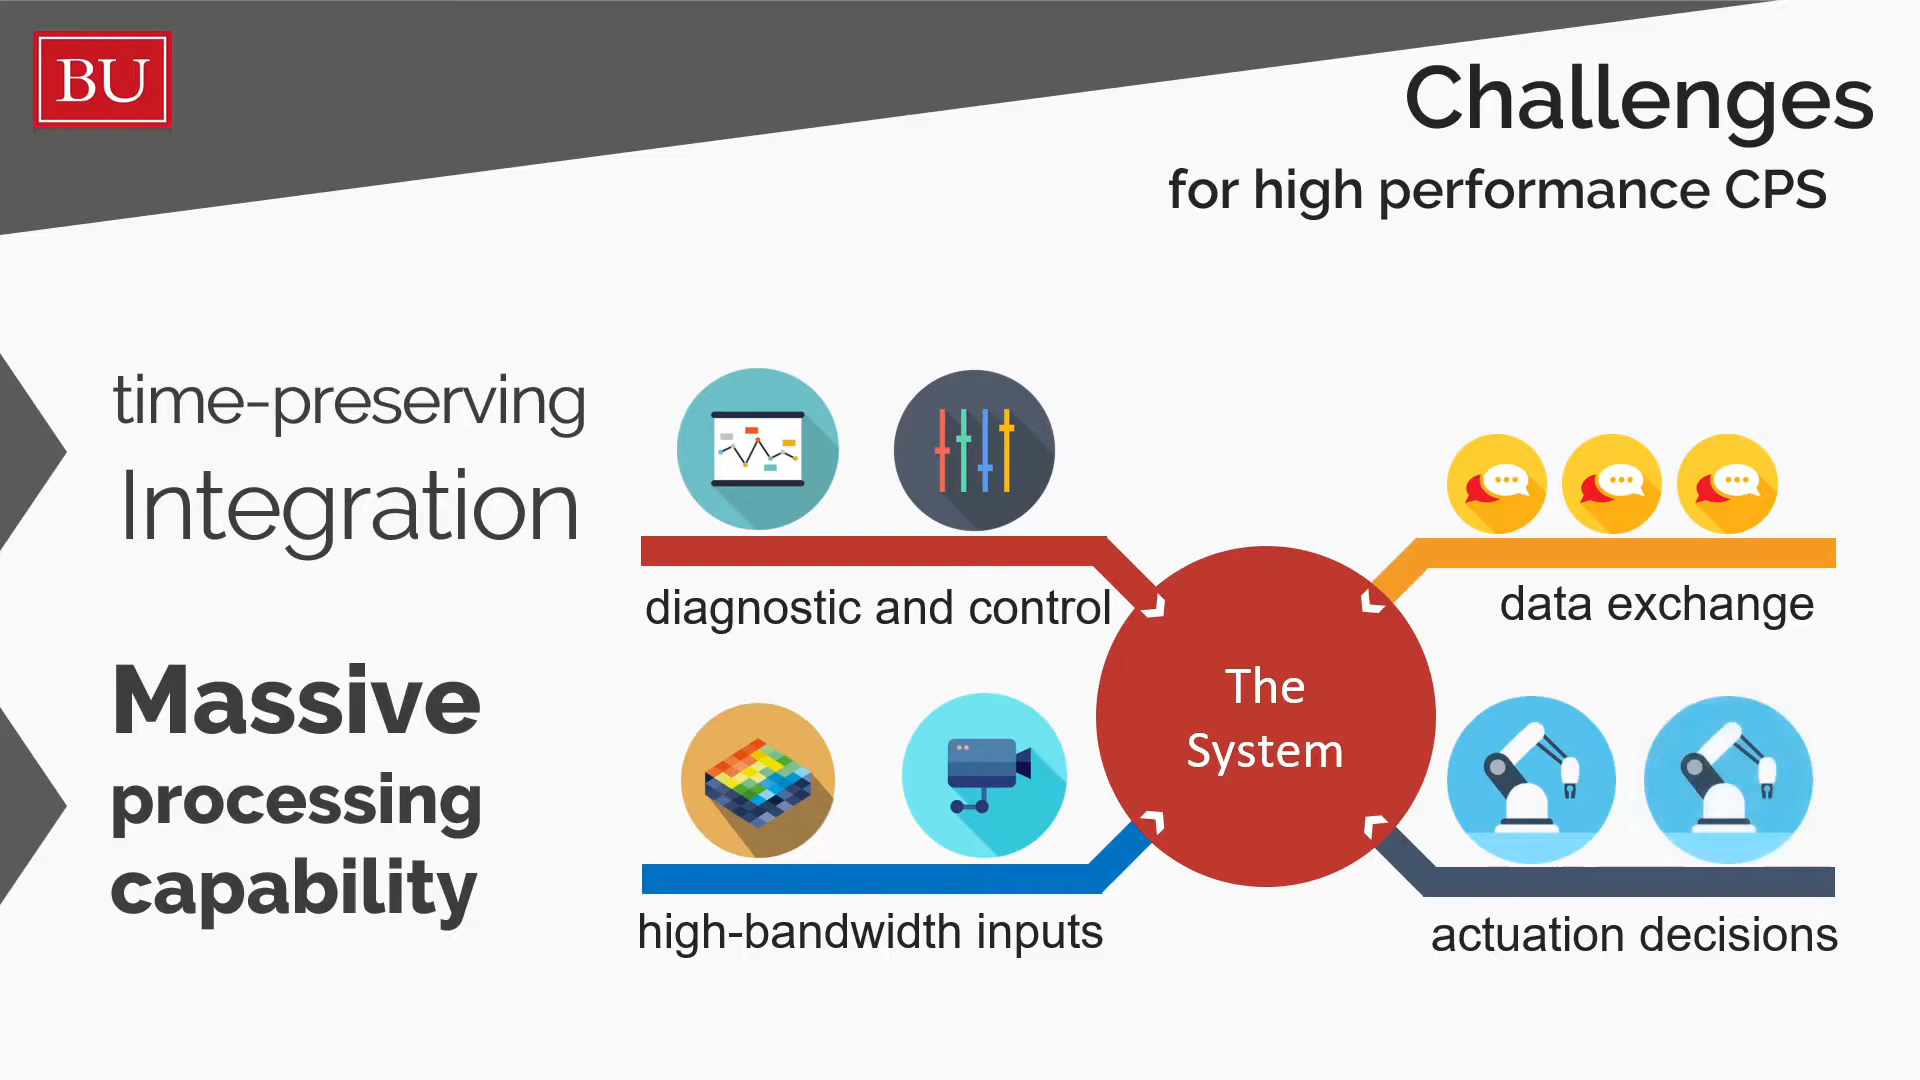 BU
Challenges
for high performance CPS
time-preserving
Integration
Massive
processing
capability
diagnostic and control
data exchange
The
System
high-bandwidth inputs
actuation decisions